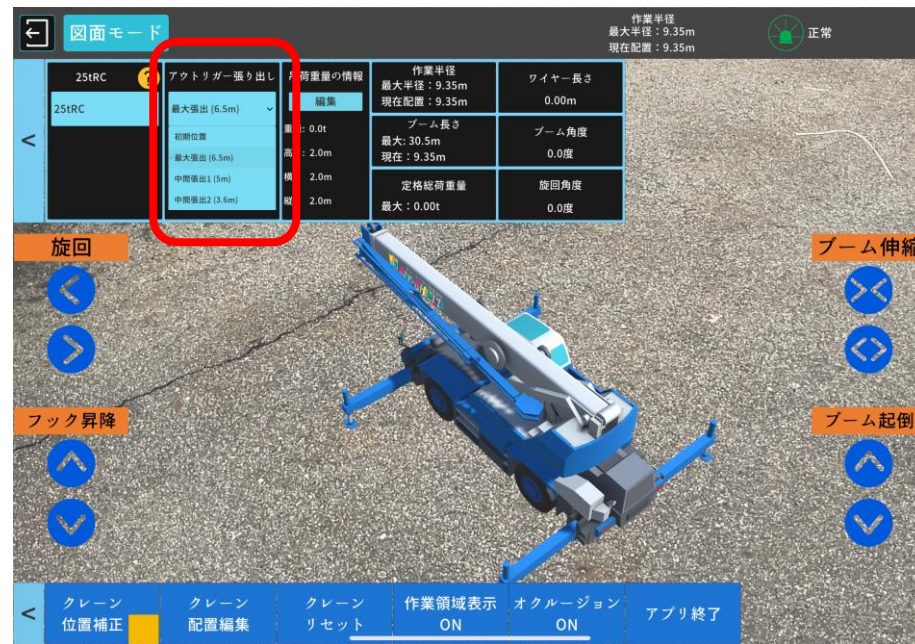 図面モード
作業半径
最大半径：9.35m
現在配置：9.35m
正常
25tRC
?
25tRC
アウトリガー張り出し
最大張出 (6.5m)
初期位置
最大張出 (6.5m)
中間張出1 (5m)
中間張出2 (3.6m)
荷重量の情報
編集
: 0.0t
: 2.0m
2.0m
2.0m
作業半径
最大半径：9.35m
現在配置：9.35m
ブーム長さ
最大: 30.5m
現在：9.35m
定格総荷重量
最大：0.00t
ワイヤー長さ
0.00m
ブーム角度
0.0度
旋回角度
0.0度
旋回
ブーム伸縮
フック昇降
ブーム起倒
クレーン
位置補正
クレーン
配置編集
クレーン
リセット
作業領域表示
ON
オクルージョン
ON
アプリ終了